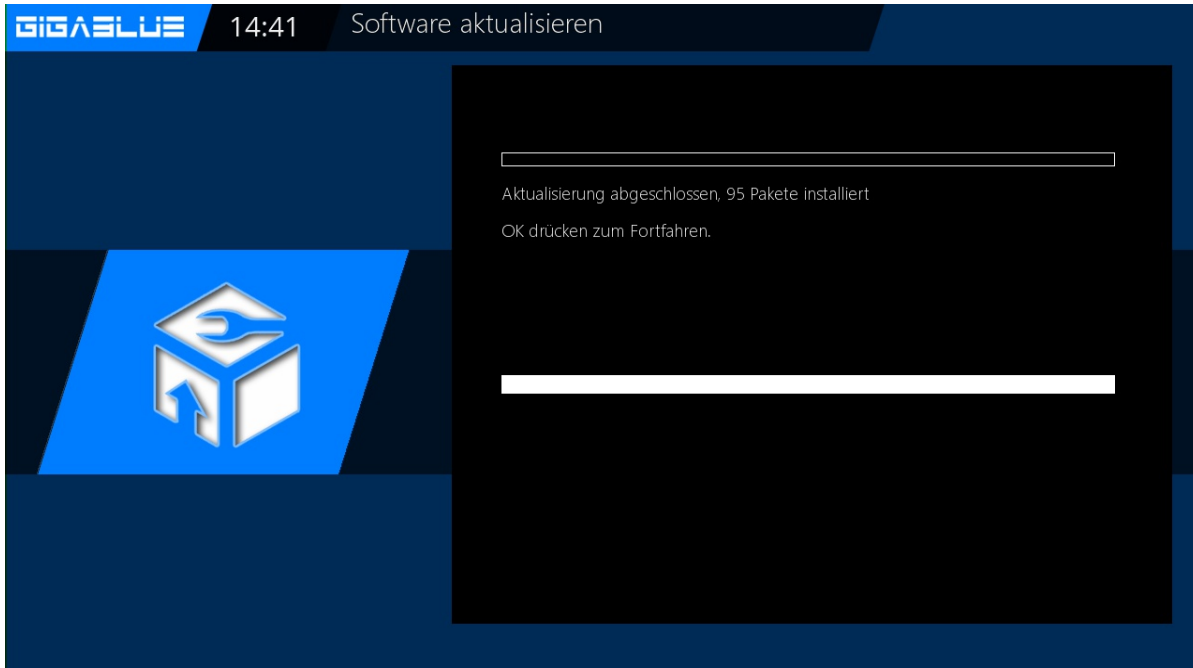 GIGABLUE
14:41
Software aktualisieren
Aktualisierung abgeschlossen, 95 Pakete installiert
OK drücken zum Fortfahren.